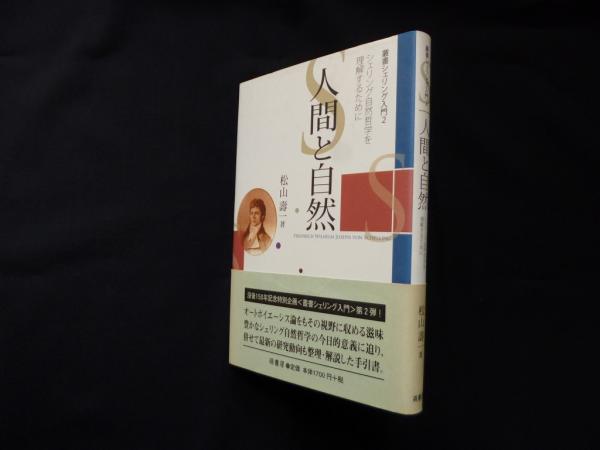 叢書シェリング入門2
シェリング自然哲学を
理解するために
人間と自然
松山壽一 著
FRIEDRICH WILHELM JOSEPH VON SCHELLING
S
S
没後150年記念特別企画<叢書シェリング入門>第2弾!
オートポイエーシス論をもその視野に収める滋味
豊かなシェリング自然哲学の今日的意義に迫り、
併せて最新の研究動向も整理・解説した手引書。
萌書房●定価 本体1700円+税
人間と自然
松山壽一 著